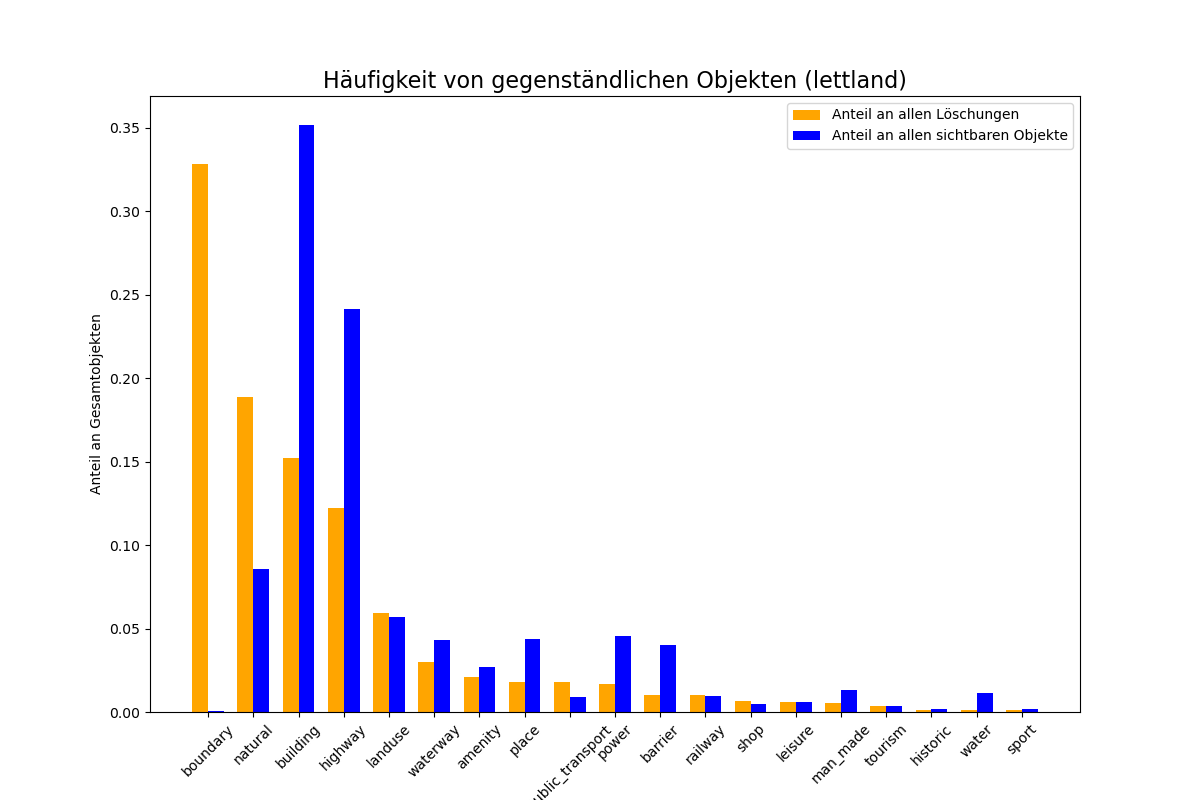 Häufigkeit von gegenständlichen Objekten (lettland)
Anteil an allen Löschungen
Anteil an allen sichtbaren Objekte
Anteil an Gesamtobjekten
0.35
0.30
0.25
0.20
0.15
0.10
0.05
0.00
boundary
natural
building
highway
landuse
waterway
amenity
place
ublic_transport
power
barrier
railway
shop
leisure
man_made
tourism
historic
water
sport